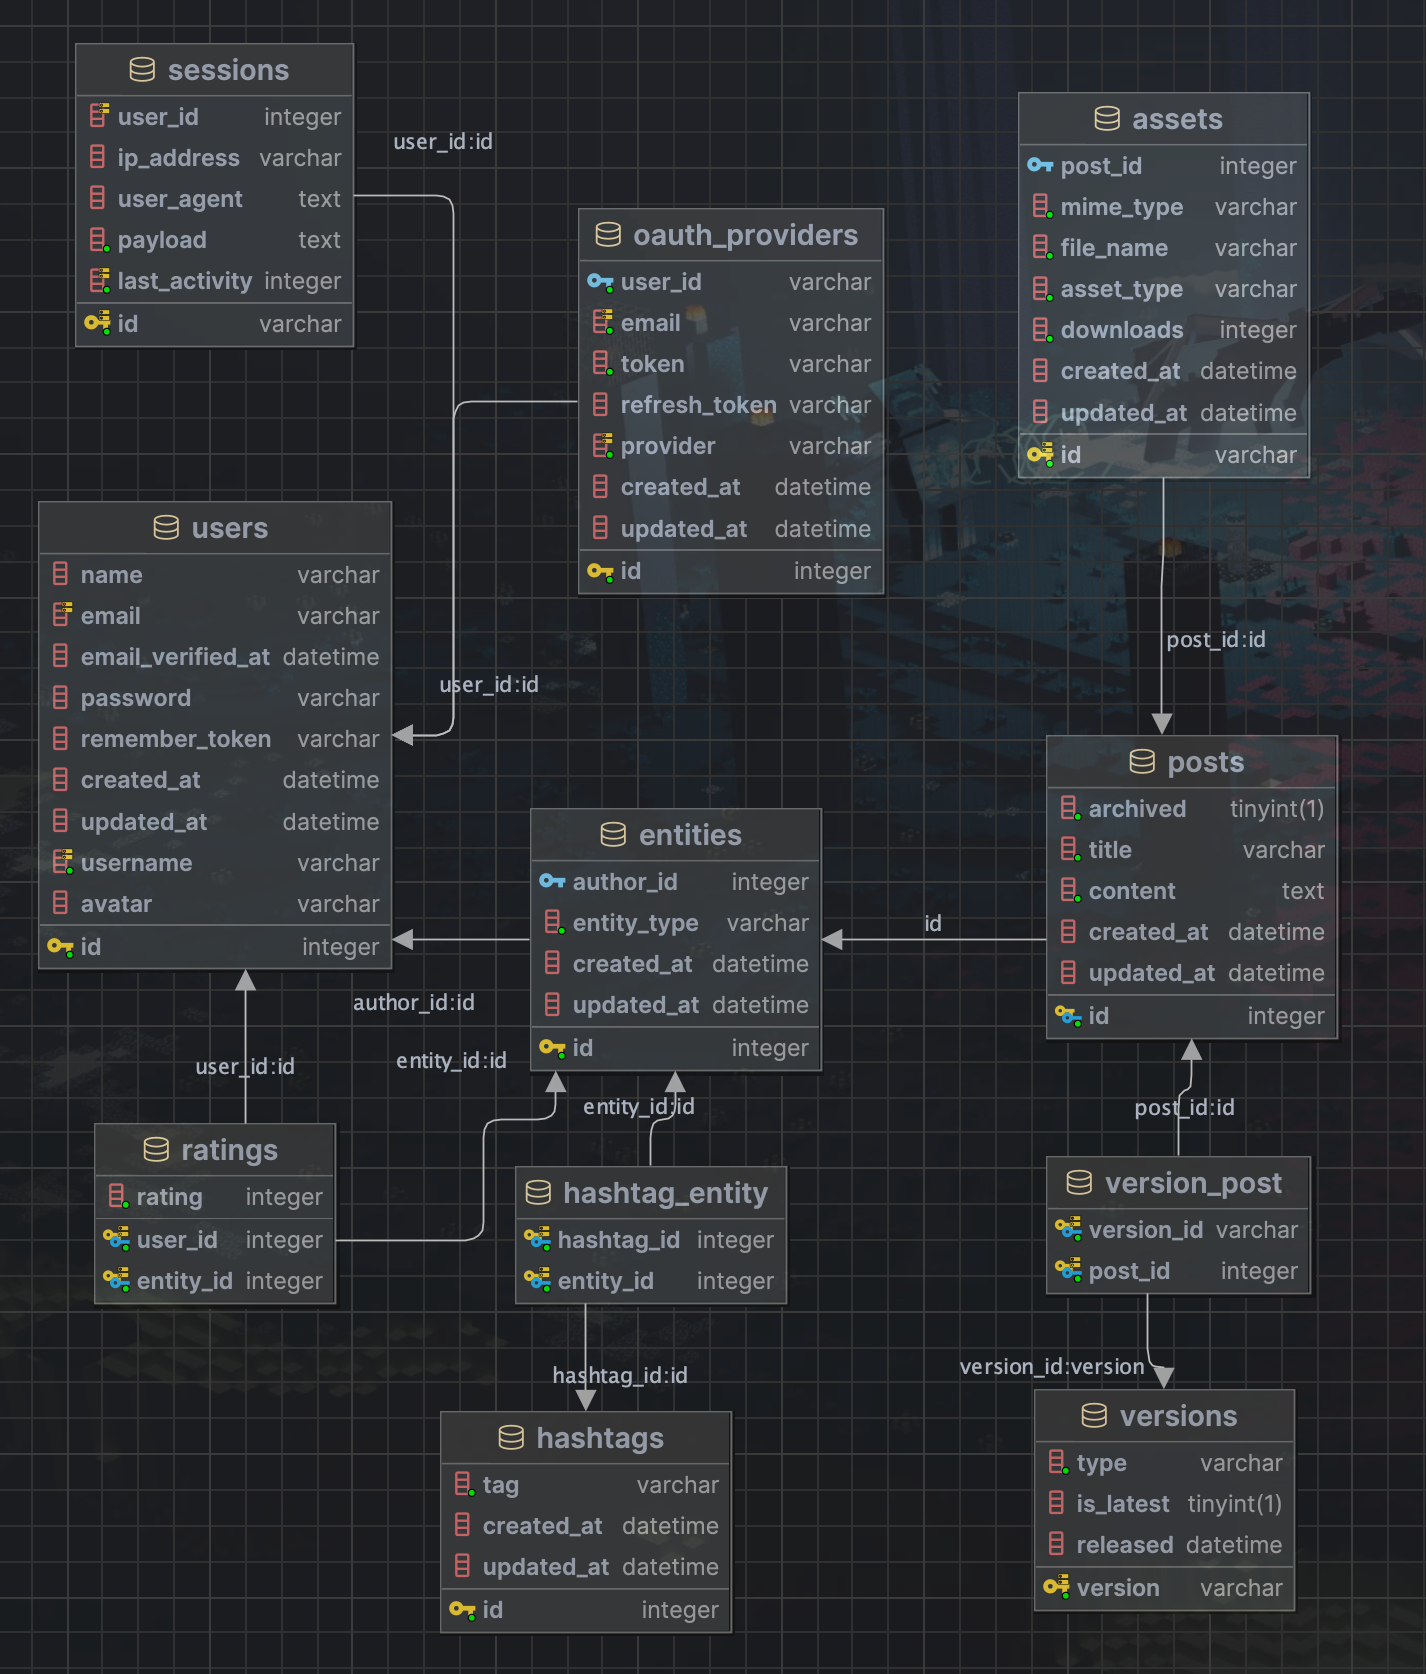 sessions
user_id integer
ip_address varchar
user_agent text
payload text
last_activity integer
id varchar
user_id:id
assets
post_id integer
mime_type varchar
file_name varchar
asset_type varchar
downloads integer
created_at datetime
updated_at datetime
id varchar
oauth_providers
user_id varchar
email varchar
token varchar
refresh_token varchar
provider varchar
created_at datetime
updated_at datetime
id integer
users
name varchar
email varchar
email_verified_at datetime
password varchar
remember_token varchar
created_at datetime
updated_at datetime
username varchar
avatar varchar
id integer
user_id:id
post_id:id
posts
archived tinyint(1)
title varchar
content text
created_at datetime
updated_at datetime
id integer
entities
author_id integer
entity_type varchar
created_at datetime
updated_at datetime
id integer
id
author_id:id
entity_id:id
user_id:id
entity_id:id
post_id:id
ratings
rating integer
user_id integer
entity_id integer
hashtag_entity
hashtag_id integer
entity_id integer
version_post
version_id varchar
post_id integer
hashtag_id:id
version_id:version
hashtags
tag varchar
created_at datetime
updated_at datetime
id integer
versions
type varchar
is_latest tinyint(1)
released datetime
version varchar